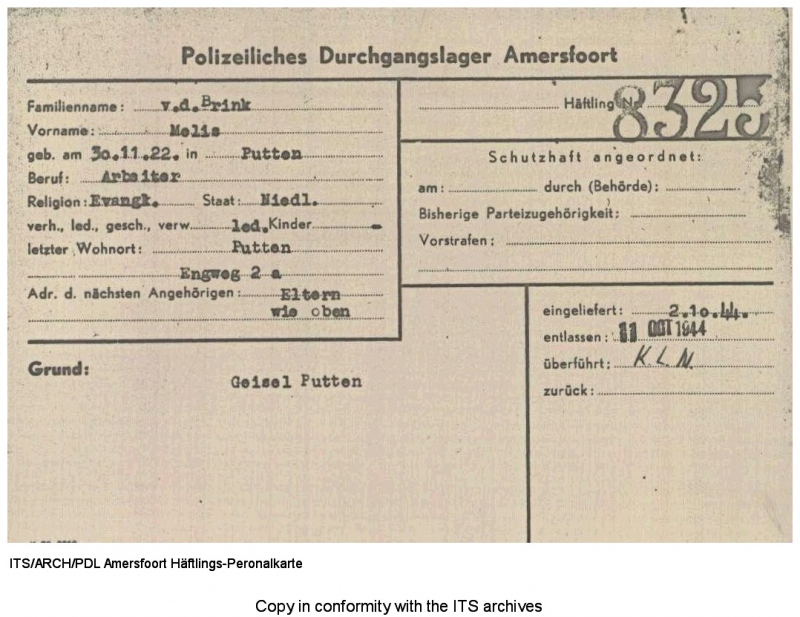 Polizeiliches Durchgangslager Amersfoort
Familienname: v.d.Brink
Vorname: Melis
geb. am 30.11.22. in Putten
Beruf: Arbeiter
Religion: Evangk. Staat: Niedl.
verh., led., gesch., verw. led. Kinder -
letzter Wohnort: Putten
Engweg 2 a
Adr. d. nächsten Angehörigen: Eltern
wie oben
Häftling Nr. 8325
Schutzhaft angeordnet:
am: durch (Behörde):
Bisherige Parteizugehörigkeit:
Vorstrafen:
Grund:
Geisel Putten
eingeliefert: 2.10.44.
entlassen: 11 OCT 1944
überführt: K.L.N.
zurück:
ITS/ARCH/PDL Amersfoort Häftlings-Peronalkarte
Copy in conformity with the ITS archives